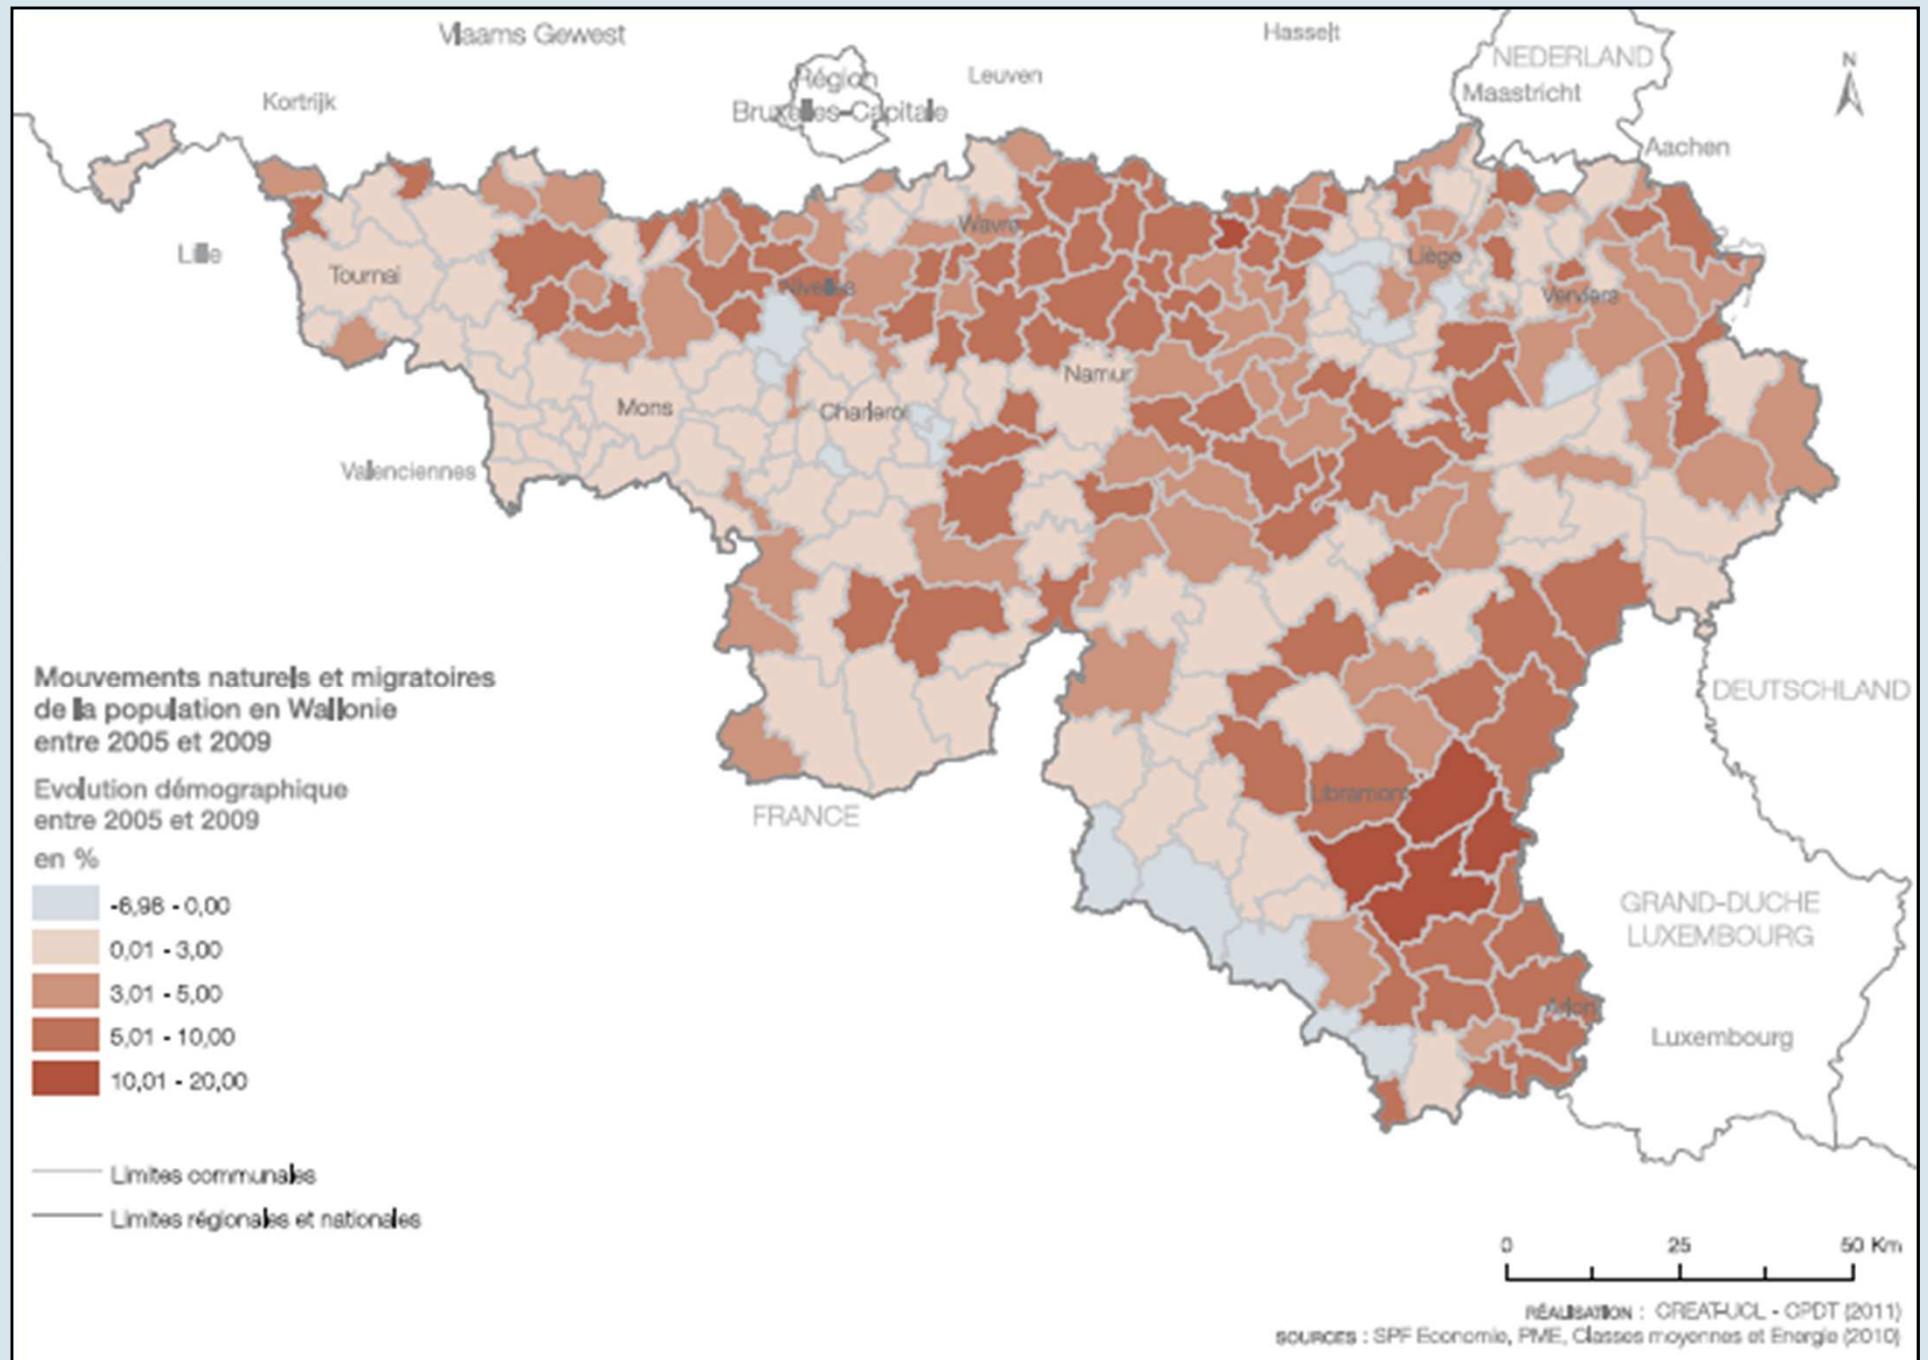 Vlaams Gewest
Hasselt
NEDERLAND
Maastricht
N
Région
Bruxelles-Capitale
Leuven
Kortrijk
Aachen
Wavre
Lille
Tournai
Liège
Nivelles
Verviers
Namur
Mons
Charleroi
Valenciennes
Mouvements naturels et migratoires
de la population en Wallonie
entre 2005 et 2009
DEUTSCHLAND
Evolution démographique
entre 2005 et 2009
FRANCE
Libramont
en %
-6,98 - 0,00
0,01 - 3,00
3,01 - 5,00
5,01 - 10,00
10,01 - 20,00
GRAND-DUCHE
LUXEMBOURG
Arlon
Luxembourg
Limites communales
Limites régionales et nationales
0 25 50 Km
RÉALISATION : CREAT-UCL - CPDT (2011)
SOURCES : SPF Economie, PME, Classes moyennes et Energie (2010)